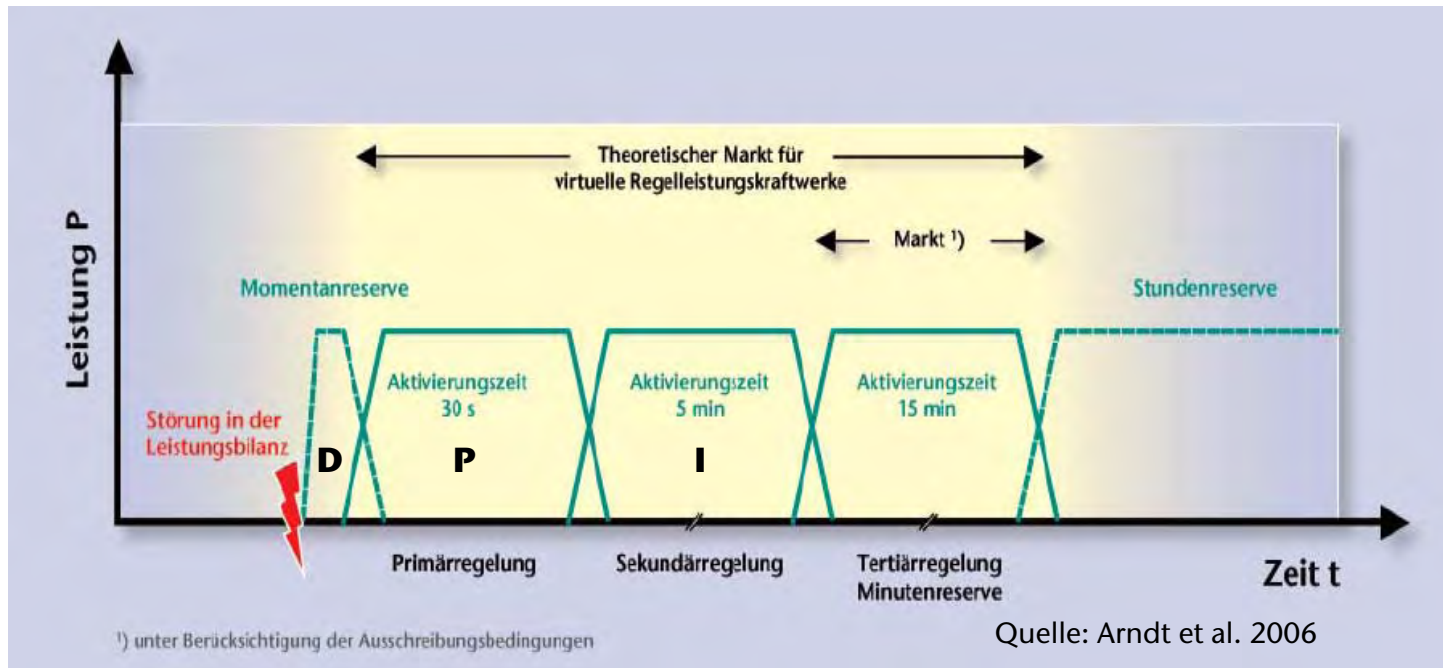 Leistung P
Theoretischer Markt für
virtuelle Regelleistungskraftwerke
Markt ¹)
Momentanreserve
Stundenreserve
Störung in der
Leistungsbilanz
Aktivierungszeit
30 s
Aktivierungszeit
5 min
Aktivierungszeit
15 min
D
P
I
Primärregelung
Sekundärregelung
Tertiärregelung
Minutenreserve
Zeit t
¹) unter Berücksichtigung der Ausschreibungsbedingungen
Quelle: Arndt et al. 2006